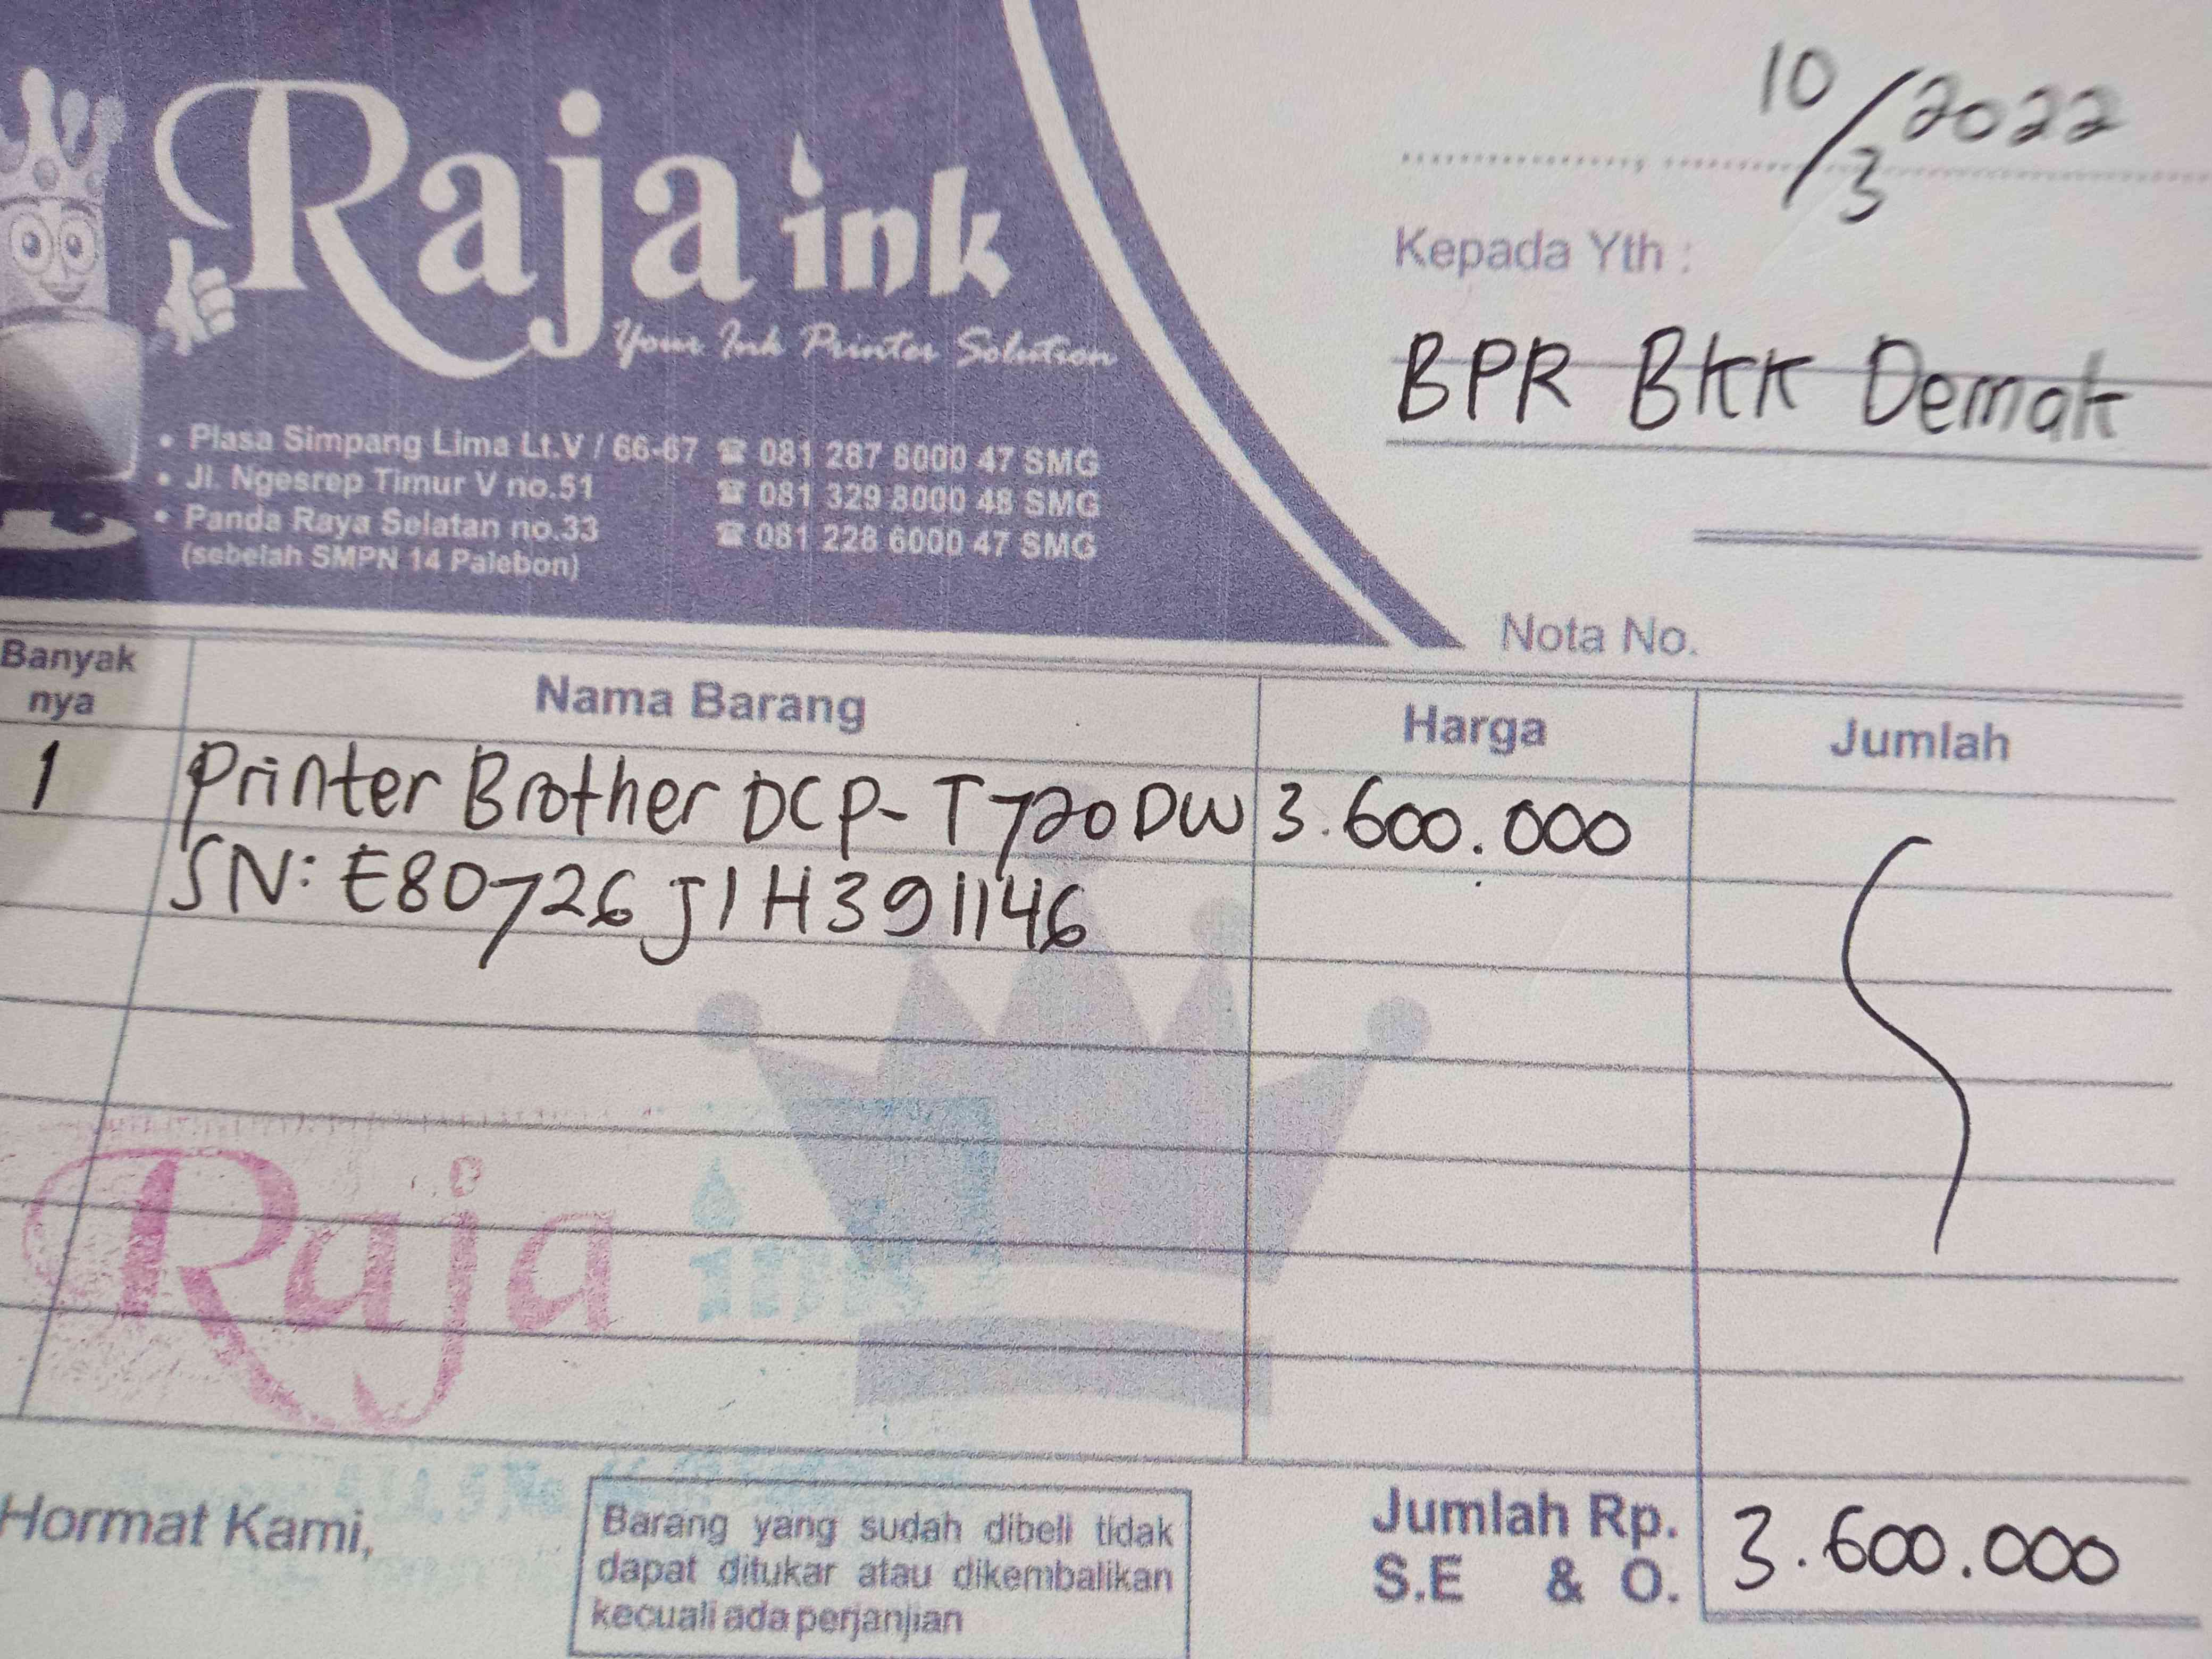 Raja ink
Your Ink Printer Solution
• Plasa Simpang Lima Lt.V / 66-67 ☎ 081 287 8000 47 SMG
• Jl. Ngesrep Timur V no.51 ☎ 081 329 8000 48 SMG
• Panda Raya Selatan no.33 ☎ 081 228 6000 47 SMG
(sebelah SMPN 14 Palebon)
10/3 2022
Kepada Yth :
BPR BKK Demak
Nota No.
Banyak nya Nama Barang Harga Jumlah
1 Printer Brother DCP-T720DW 3.600.000
SN: E80726J1H391146
Raja ink
Hormat Kami,
Barang yang sudah dibeli tidak
dapat ditukar atau dikembalikan
kecuali ada perjanjian
Jumlah Rp. 3.600.000
S.E & O.